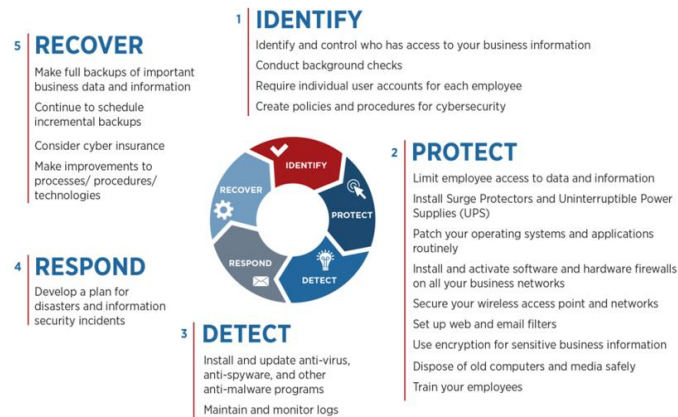 1 IDENTIFY
Identify and control who has access to your business information
Conduct background checks
Require individual user accounts for each employee
Create policies and procedures for cybersecurity
2 PROTECT
Limit employee access to data and information
Install Surge Protectors and Uninterruptible Power
Supplies (UPS)
Patch your operating systems and applications
routinely
Install and activate software and hardware firewalls
on all your business networks
Secure your wireless access point and networks
Set up web and email filters
Use encryption for sensitive business information
Dispose of old computers and media safely
Train your employees
3 DETECT
Install and update anti-virus,
anti-spyware, and other
anti-malware programs
Maintain and monitor logs
4 RESPOND
Develop a plan for
disasters and information
security incidents
5 RECOVER
Make full backups of important
business data and information
Continue to schedule
incremental backups
Consider cyber insurance
Make improvements to
processes/ procedures/
technologies
IDENTIFY
PROTECT
DETECT
RESPOND
RECOVER